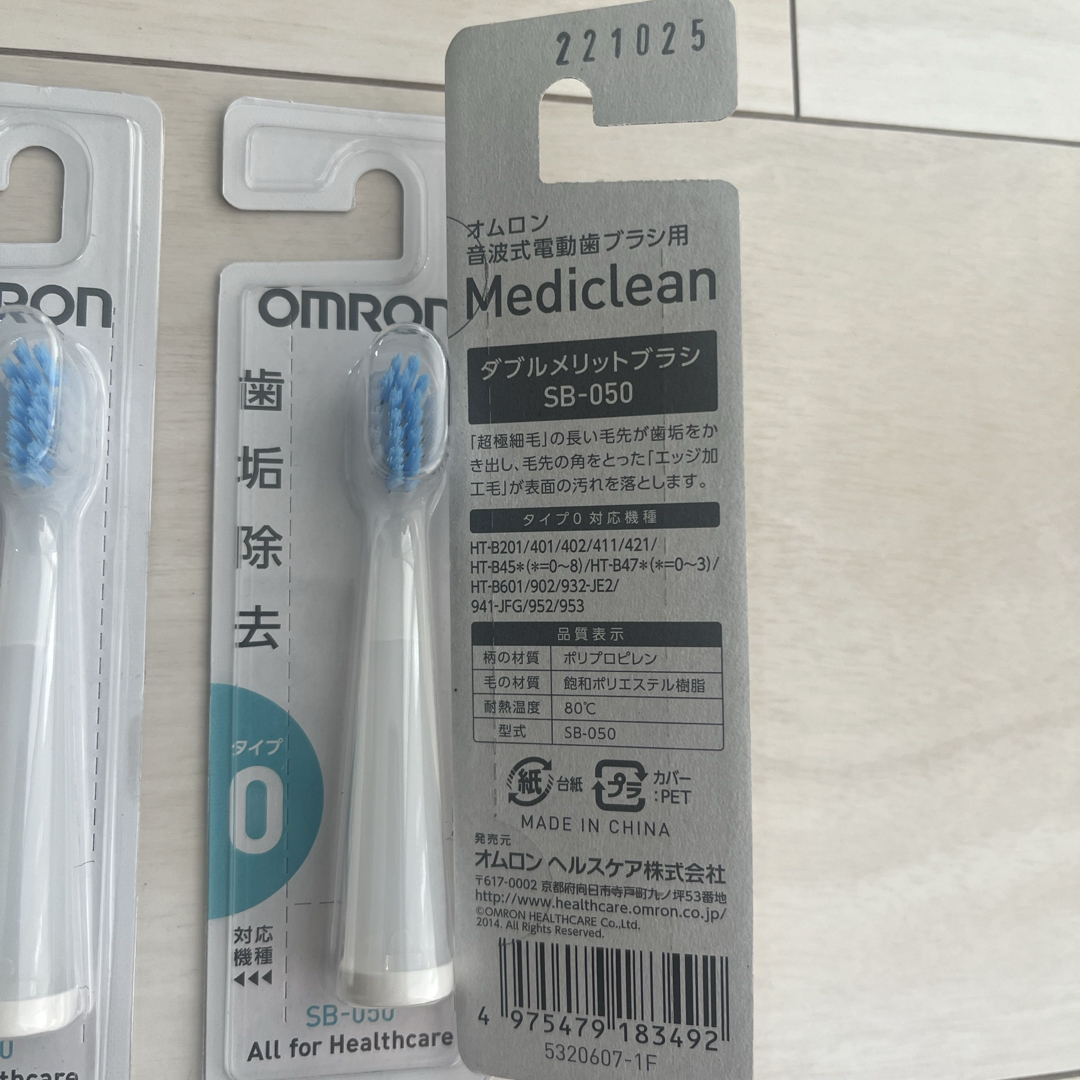 221025
オムロン
音波式電動歯ブラシ用
Mediclean
ダブルメリットブラシ
SB-050
「超極細毛」の長い毛先が歯垢をか
き出し、毛先の角をとった「エッジ加
工毛」が表面の汚れを落とします。
タイプ0 対応機種
HT-B201/401/402/411/421/
HT-B45*(*=0～8)/HT-B47*(*=0～3)/
HT-B601/902/932-JE2/
941-JFG/952/953
品質表示
柄の材質 ポリプロピレン
毛の材質 飽和ポリエステル樹脂
耐熱温度 80℃
型式 SB-050
紙 台紙 プラ カバー
:PET
MADE IN CHINA
発売元
オムロン ヘルスケア株式会社
〒617-0002 京都府向日市寺戸町九ノ坪53番地
http://www.healthcare.omron.co.jp/
©OMRON HEALTHCARE Co.,Ltd.
2014. All Rights Reserved.
4 975479 183492
5320607-1F
OMRON
歯垢除去
タイプ
0
対応
機種
SB-050
All for Healthcare
RON
0
thcare